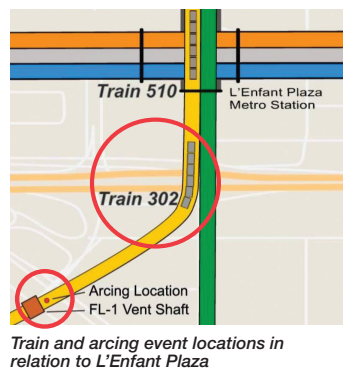 Train 510
L'Enfant Plaza
Metro Station
Train 302
Arcing Location
FL-1 Vent Shaft
Train and arcing event locations in
relation to L'Enfant Plaza